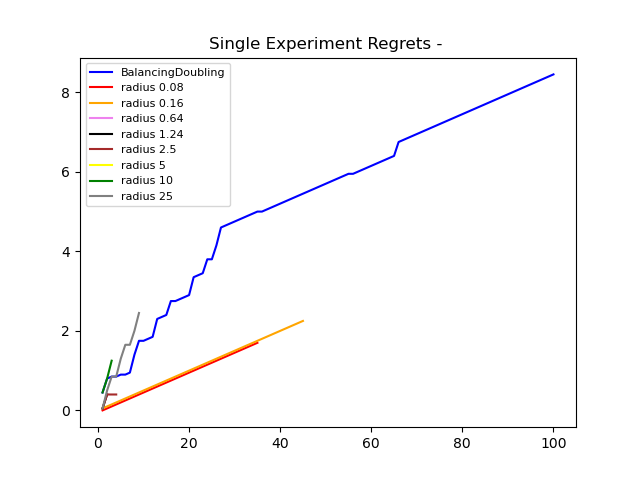 Single Experiment Regrets -
BalancingDoubling
radius 0.08
radius 0.16
radius 0.64
radius 1.24
radius 2.5
radius 5
radius 10
radius 25
8
6
4
2
0
0 20 40 60 80 100